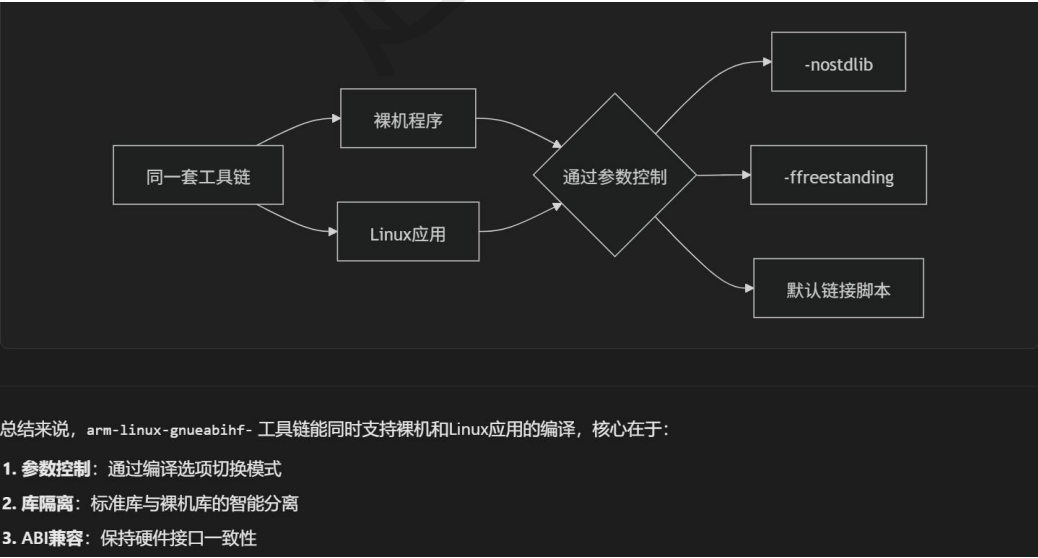 -nostdlib
裸机程序
同一套工具链
通过参数控制
-ffreestanding
Linux应用
默认链接脚本
总结来说，arm-linux-gnueabihf- 工具链能同时支持裸机和Linux应用的编译，核心在于：
1. 参数控制：通过编译选项切换模式
2. 库隔离：标准库与裸机库的智能分离
3. ABI兼容：保持硬件接口一致性